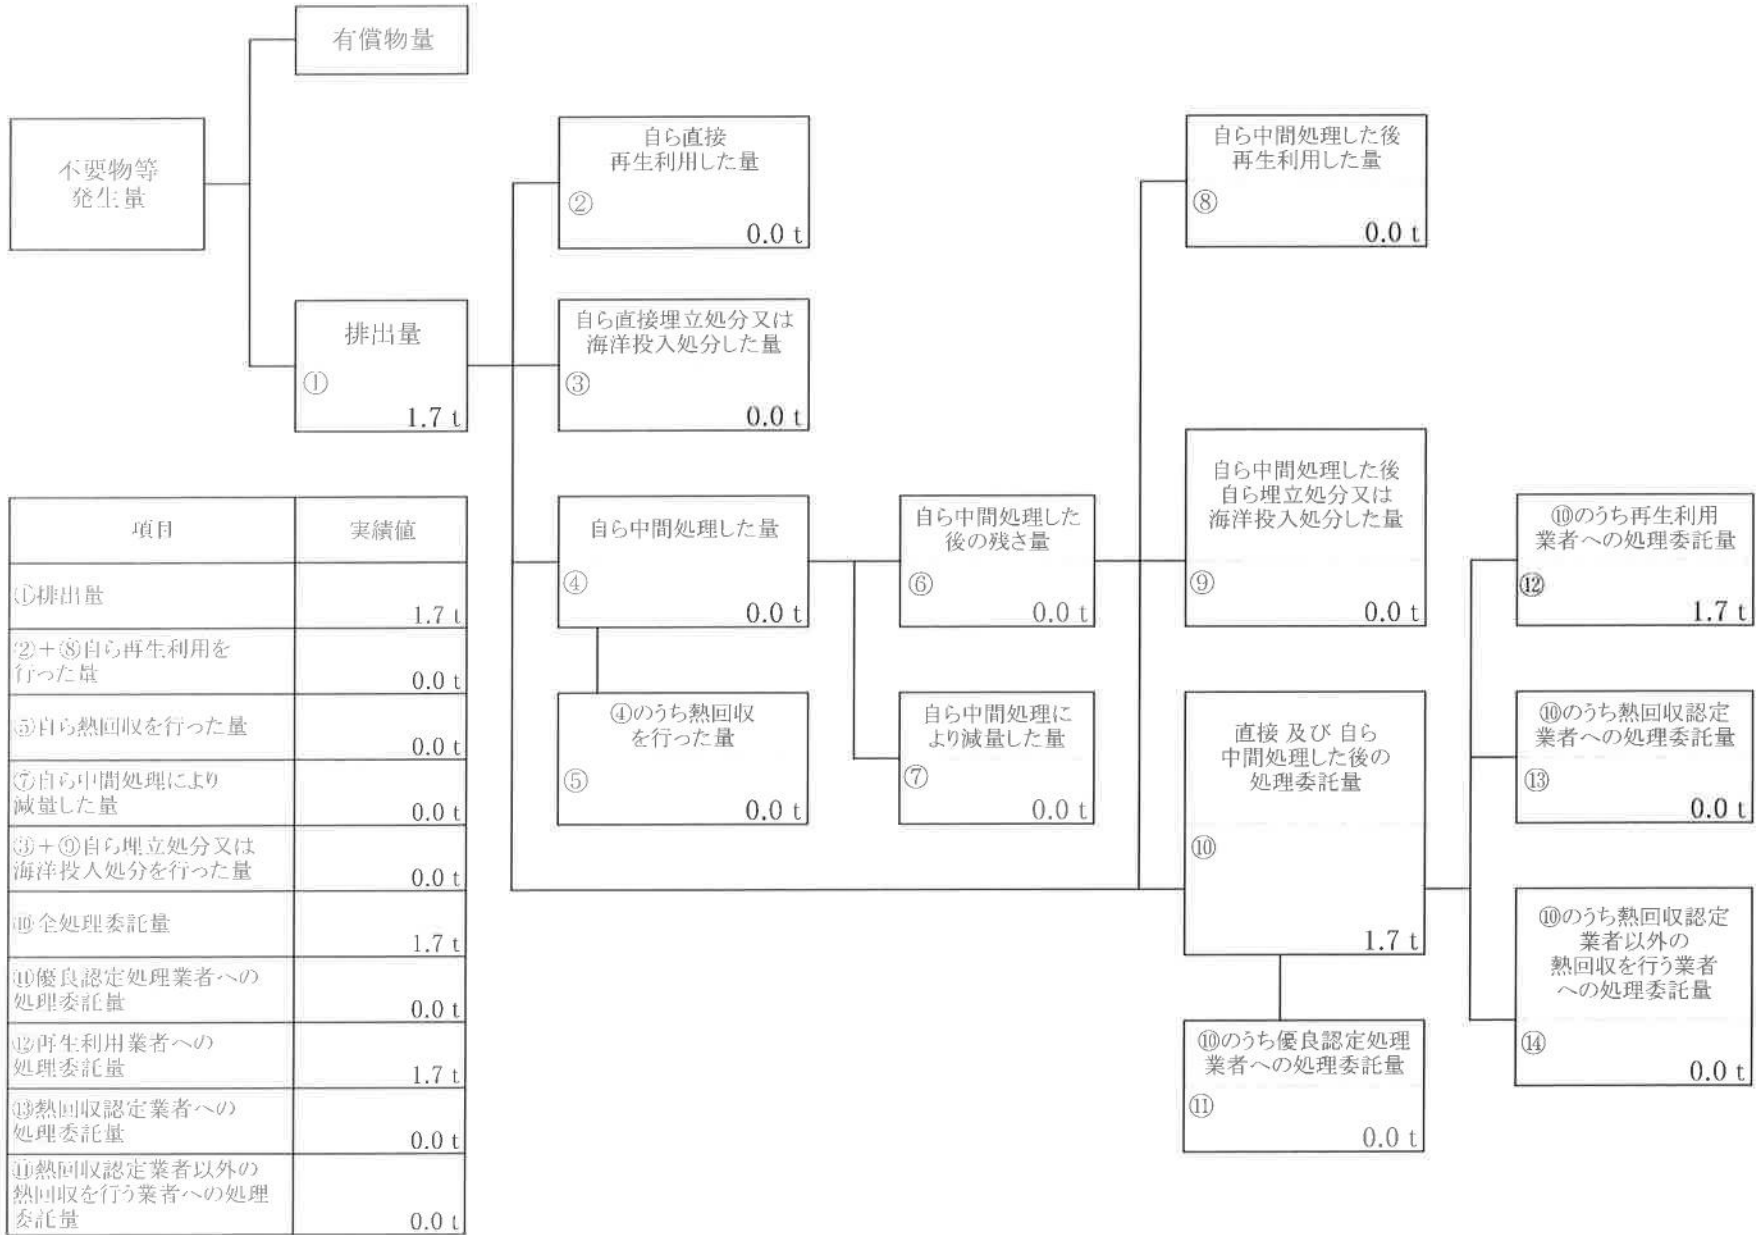 有償物量
不要物等
発生量
排出量
①
1.7 t
自ら直接
再生利用した量
②
0.0 t
自ら直接埋立処分又は
海洋投入処分した量
③
0.0 t
自ら中間処理した量
④
0.0 t
④のうち熱回収
を行った量
⑤
0.0 t
自ら中間処理した
後の残さ量
⑥
0.0 t
自ら中間処理に
より減量した量
⑦
0.0 t
自ら中間処理した後
再生利用した量
⑧
0.0 t
自ら中間処理した後
自ら埋立処分又は
海洋投入処分した量
⑨
0.0 t
直接 及び 自ら
中間処理した後の
処理委託量
⑩
1.7 t
⑩のうち優良認定処理
業者への処理委託量
⑪
0.0 t
⑩のうち再生利用
業者への処理委託量
⑫
1.7 t
⑩のうち熱回収認定
業者への処理委託量
⑬
0.0 t
⑩のうち熱回収認定
業者以外の
熱回収を行う業者
への処理委託量
⑭
0.0 t
項目
実績値
①排出量
1.7 t
②+⑧自ら再生利用を
行った量
0.0 t
⑤自ら熱回収を行った量
0.0 t
⑦自ら中間処理により
減量した量
0.0 t
③+⑨自ら埋立処分又は
海洋投入処分を行った量
0.0 t
⑩全処理委託量
1.7 t
⑪優良認定処理業者への
処理委託量
0.0 t
⑫再生利用業者への
処理委託量
1.7 t
⑬熱回収認定業者への
処理委託量
0.0 t
⑭熱回収認定業者以外の
熱回収を行う業者への処理
委託量
0.0 t